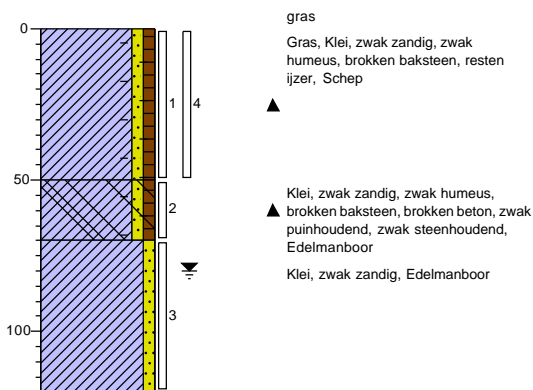 gras
0
Gras, Klei, zwak zandig, zwak
humeus, brokken baksteen, resten
ijzer, Schep
1
4
50
Klei, zwak zandig, zwak humeus,
brokken baksteen, brokken beton, zwak
puinhoudend, zwak steenhoudend,
Edelmanboor
2
Klei, zwak zandig, Edelmanboor
3
100